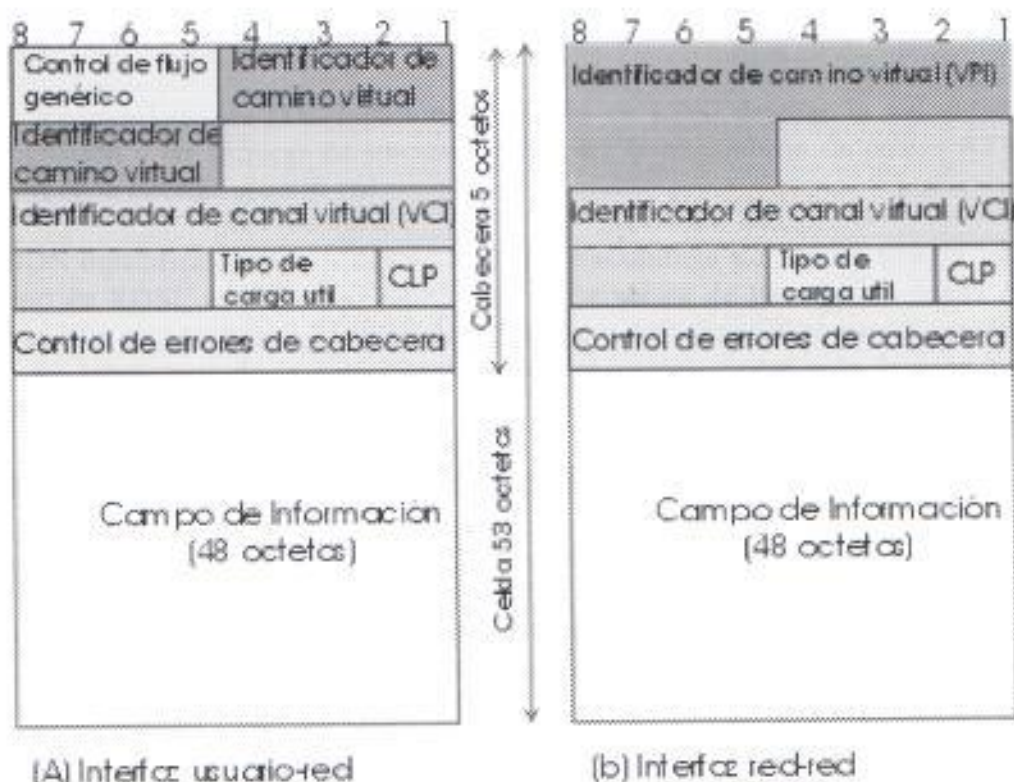 8 7 6 5 4 3 2 1
Control de flujo
genérico
Identificador de
camino virtual
Identificador de
camino virtual
Identificador de canal virtual (VCI)
Tipo de
carga util
CLP
Control de errores de cabecera
Campo de Información
(48 octetos)
(A) Interfaz usuario-red
Cabecera 5 octetos
Celda 53 octetos
8 7 6 5 4 3 2 1
Identificador de camino virtual (VPI)
Identificador de canal virtual (VCI)
Tipo de
carga util
CLP
Control de errores de cabecera
Campo de Información
(48 octetos)
(b) Interfaz red-red